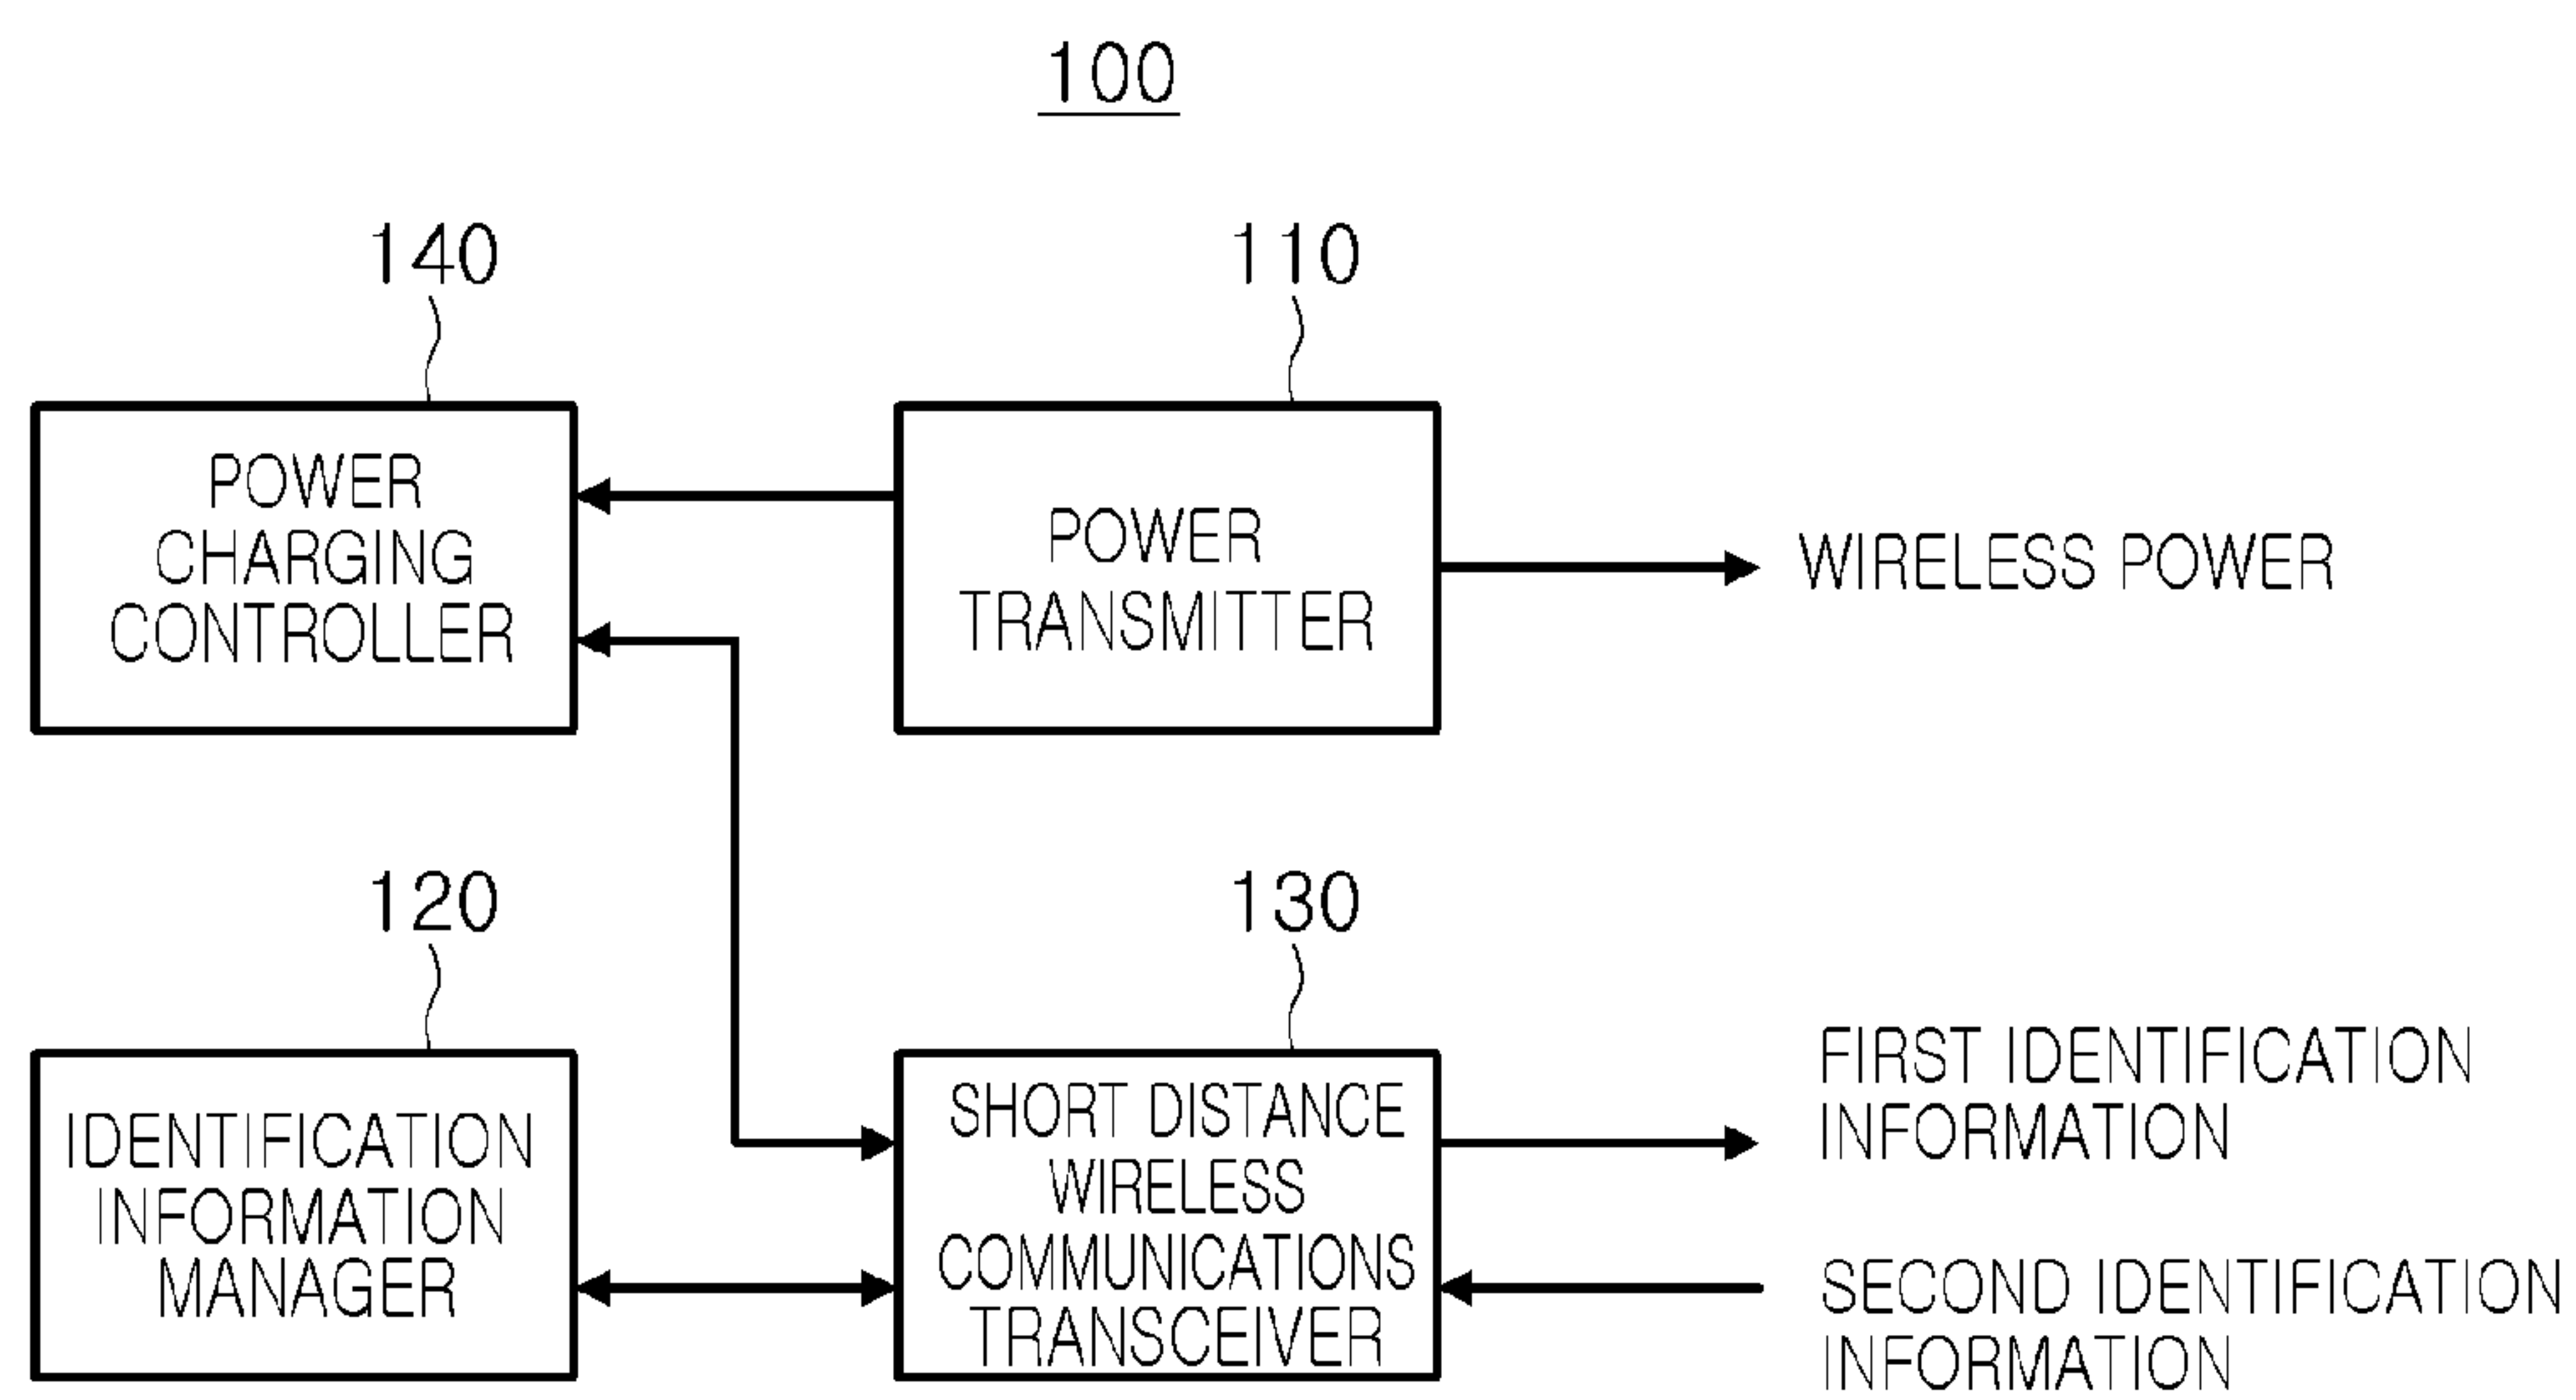 100
140
110
POWER
CHARGING
CONTROLLER
POWER
TRANSMITTER
WIRELESS POWER
120
130
IDENTIFICATION
INFORMATION
MANAGER
SHORT DISTANCE
WIRELESS
COMMUNICATIONS
TRANSCEIVER
FIRST IDENTIFICATION
INFORMATION
SECOND IDENTIFICATION
INFORMATION